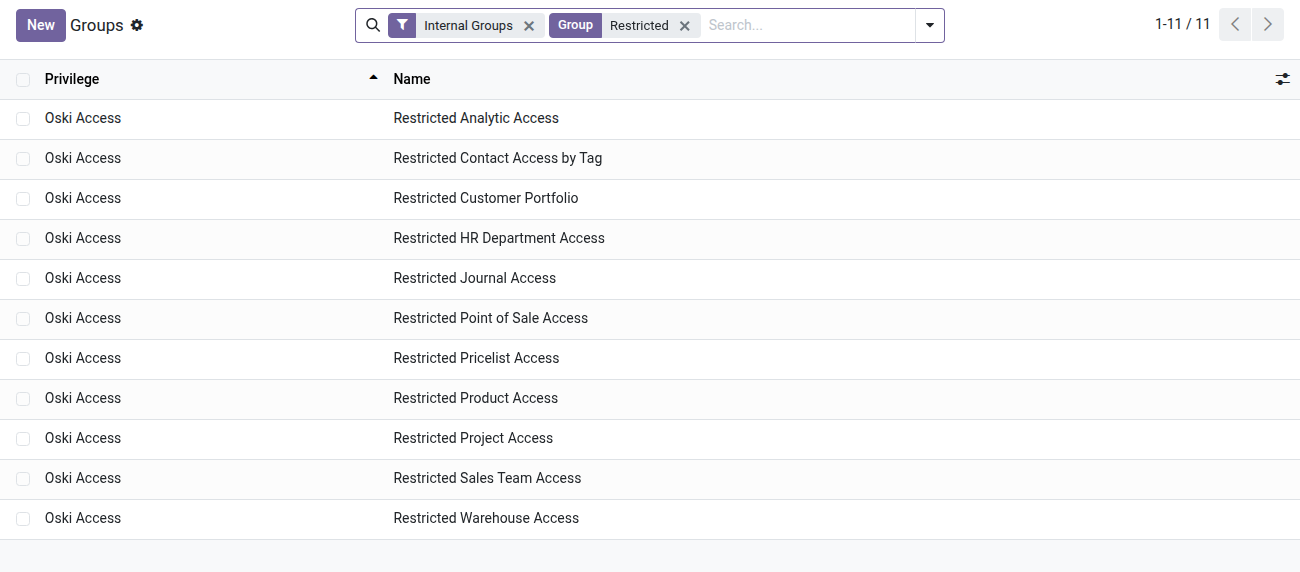 New Groups Internal Groups Group Restricted Search... 1-11 / 11
Privilege Name
Oski Access Restricted Analytic Access
Oski Access Restricted Contact Access by Tag
Oski Access Restricted Customer Portfolio
Oski Access Restricted HR Department Access
Oski Access Restricted Journal Access
Oski Access Restricted Point of Sale Access
Oski Access Restricted Pricelist Access
Oski Access Restricted Product Access
Oski Access Restricted Project Access
Oski Access Restricted Sales Team Access
Oski Access Restricted Warehouse Access